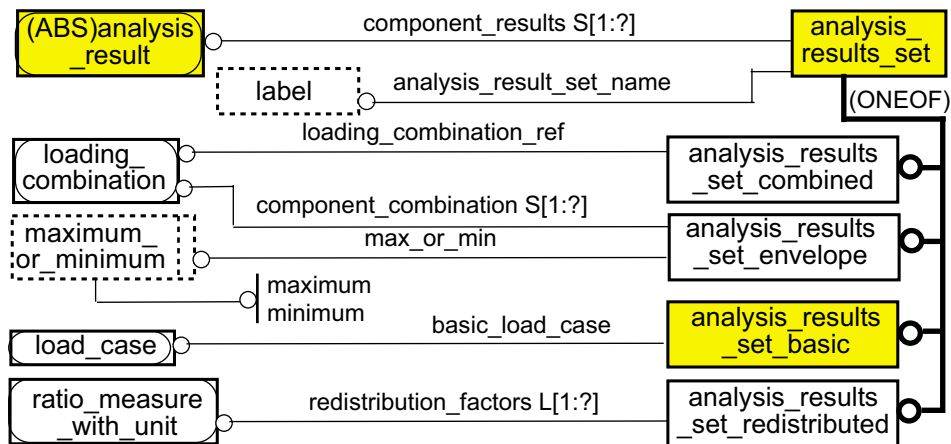 (ABS)analysis
_result
component_results S[1:?]
analysis_
results_set
label
analysis_result_set_name
(ONEOF)
loading_combination_ref
loading_
combination
analysis_results
_set_combined
component_combination S[1:?]
maximum_
or_minimum
max_or_min
analysis_results
_set_envelope
maximum
minimum
load_case
basic_load_case
analysis_results
_set_basic
ratio_measure
_with_unit
redistribution_factors L[1:?]
analysis_results
_set_redistributed